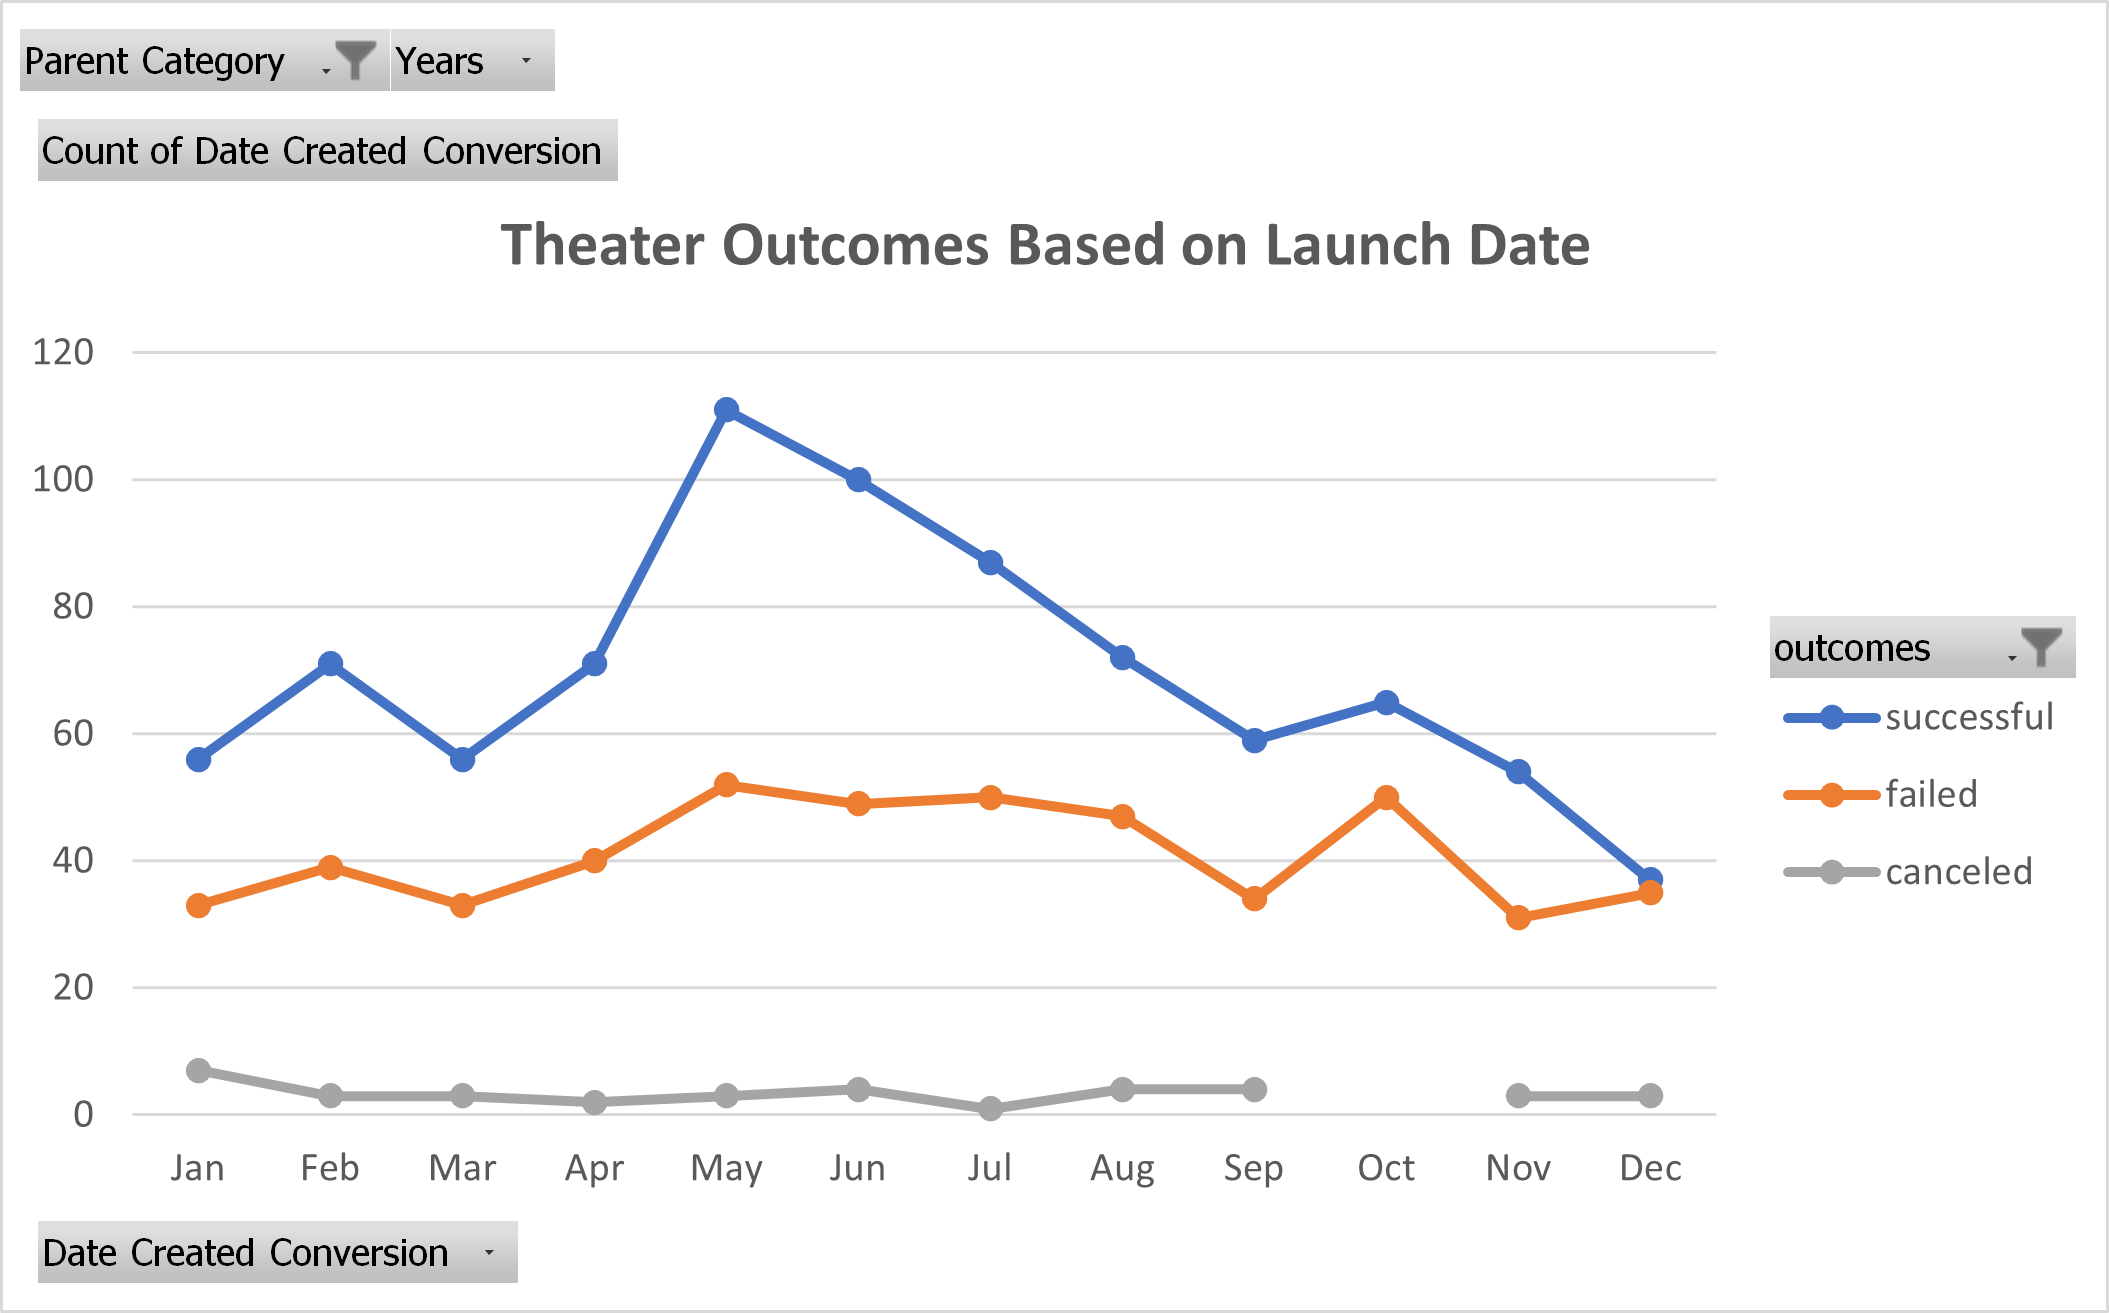 Parent Category Years
Count of Date Created Conversion
Theater Outcomes Based on Launch Date
120
100
80
60
40
20
0
Jan Feb Mar Apr May Jun Jul Aug Sep Oct Nov Dec
outcomes
successful
failed
canceled
Date Created Conversion